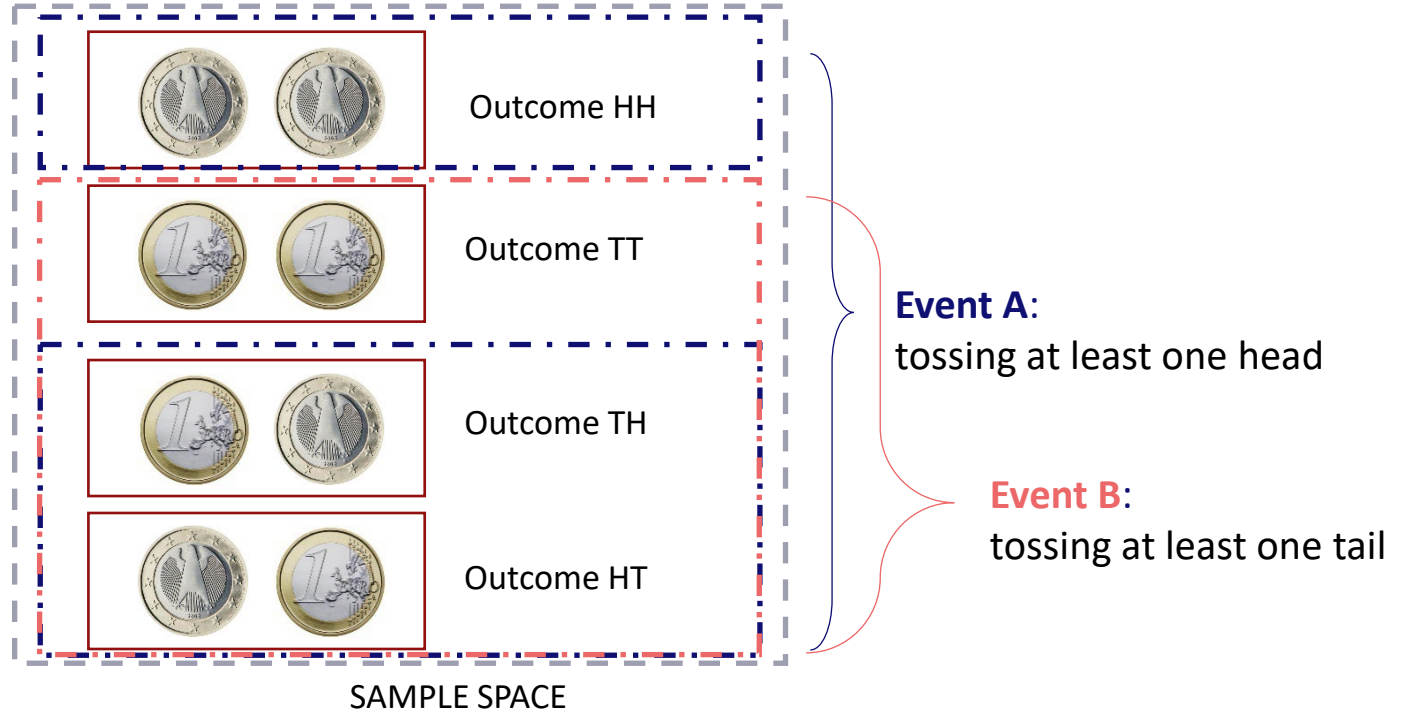 Outcome HH
Outcome TT
Outcome TH
Outcome HT
Event A:
tossing at least one head
Event B:
tossing at least one tail
SAMPLE SPACE